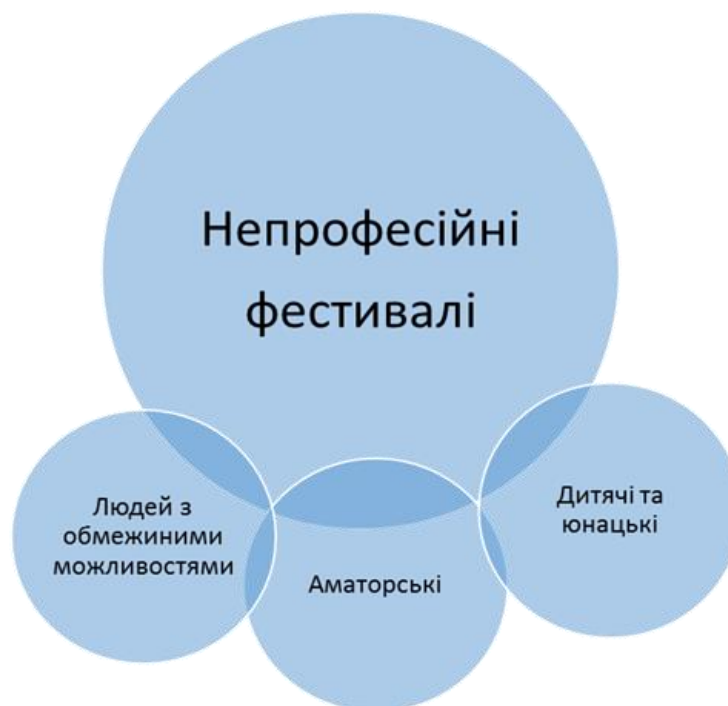 Непрофесійні
фестивалі
Людей з
обмежиними
можливостями
Аматорські
Дитячі та
юнацькі